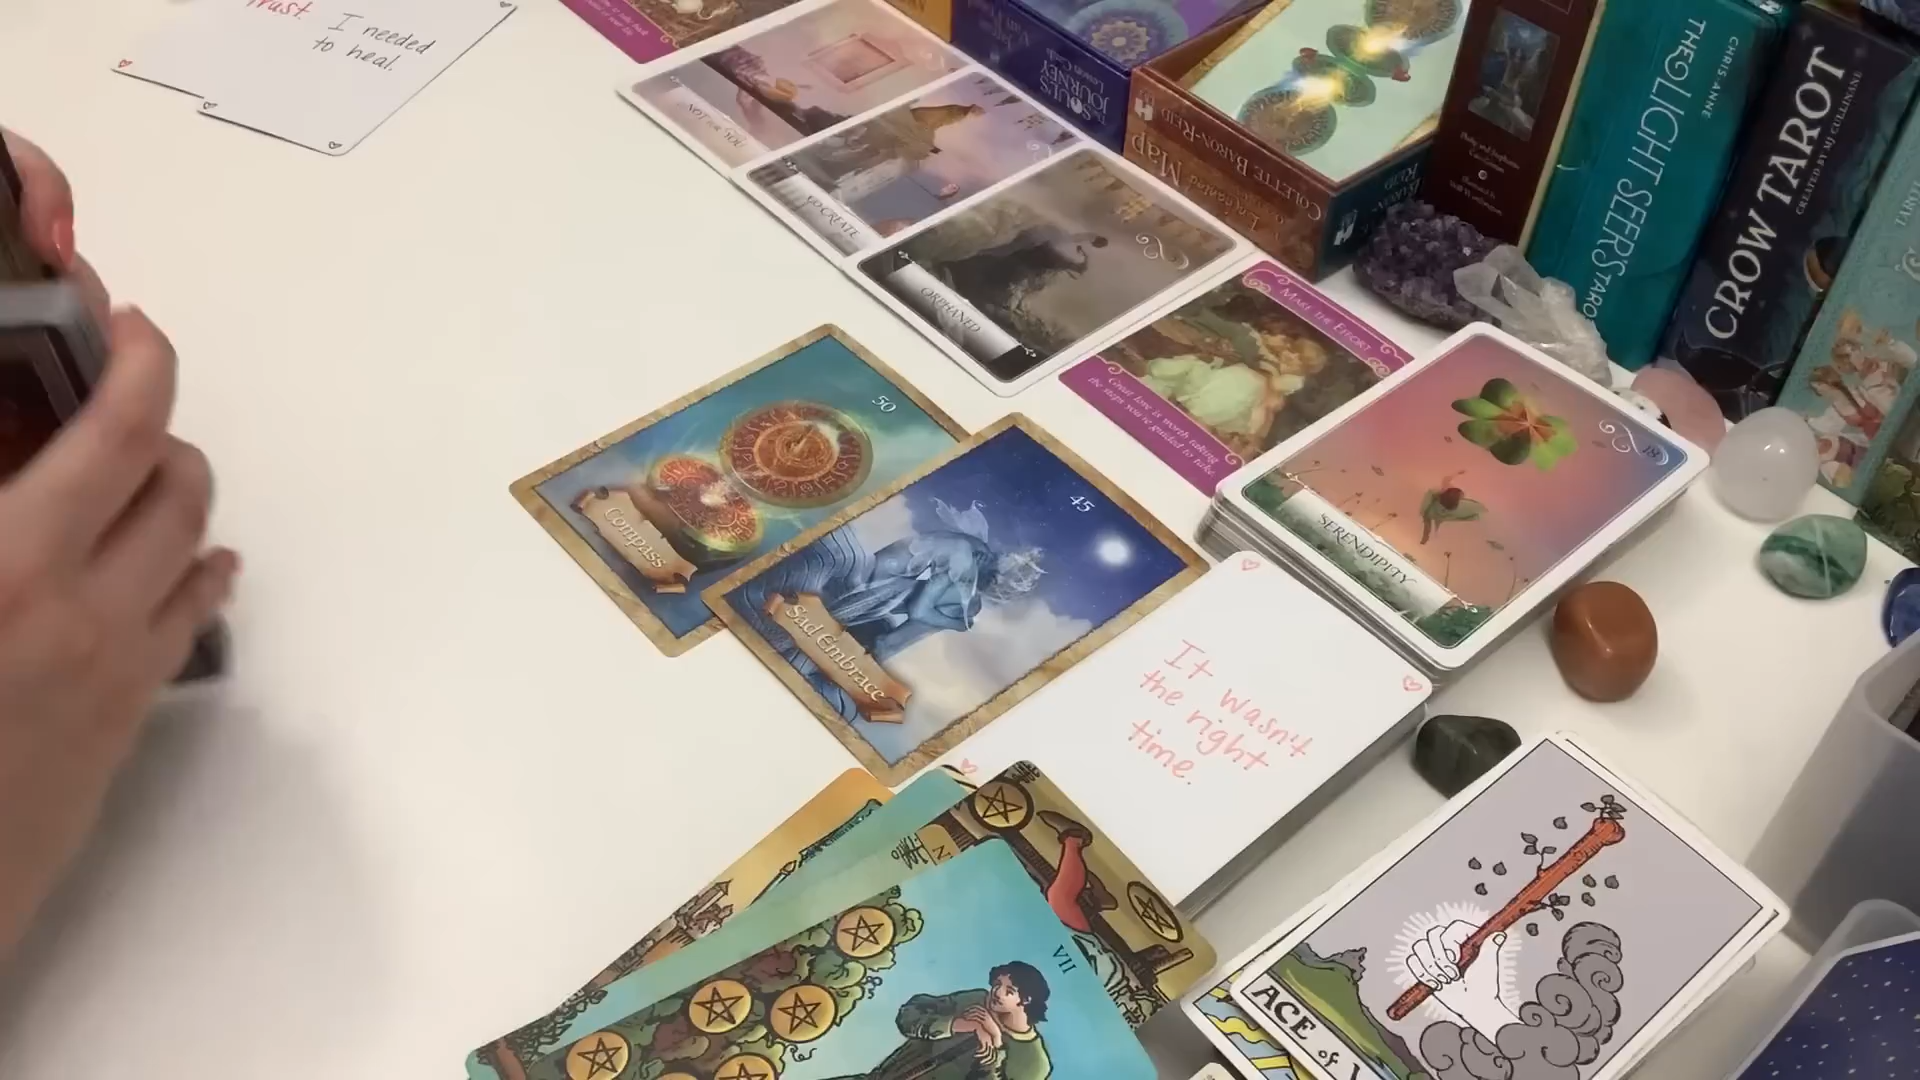 trust.
I needed
to heal.
NOT FOR YOU
CO-CREATE
ORPHANED
The
SOUL'S
JOURNEY
Lesson Cards
Enchanted Map
COLETTE BARON-REID
BARON-
REID
THE LIGHT SEER'S TAROT
CHRIS-ANNE
CROW TAROT
CREATED BY MJ CULLINANE
MAKE THE EFFORT
Great love is worth taking
the steps you're guided to take.
18
SERENDIPITY
50
Compass
45
Sad Embrace
It wasn't
the right
time.
VII
ACE of